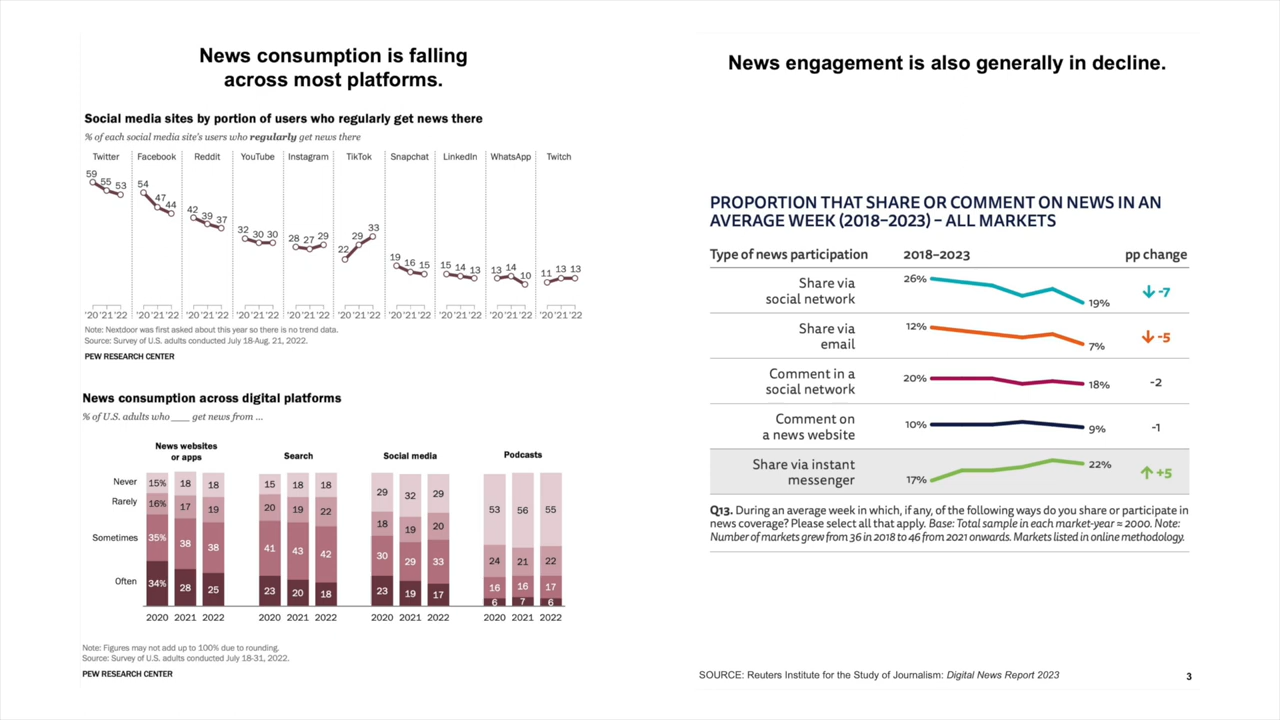 News consumption is falling
across most platforms.
Social media sites by portion of users who regularly get news there
% of each social media site's users who regularly get news there
Twitter Facebook Reddit YouTube Instagram TikTok Snapchat LinkedIn WhatsApp Twitch
59 55 53 54 47 44 42 39 37 32 30 30 28 27 29 22 29 33 19 16 15 15 14 13 13 14 10 11 13 13
'20 '21 '22 '20 '21 '22 '20 '21 '22 '20 '21 '22 '20 '21 '22 '20 '21 '22 '20 '21 '22 '20 '21 '22 '20 '21 '22 '20 '21 '22
Note: Nextdoor was first asked about this year so there is no trend data.
Source: Survey of U.S. adults conducted July 18-Aug. 21, 2022.
PEW RESEARCH CENTER
News consumption across digital platforms
% of U.S. adults who ___ get news from ...
News websites
or apps
Search
Social media
Podcasts
Never 15% 18 18 15 18 18 29 32 29 53 56 55
Rarely 16% 17 19 20 19 22 18 19 20 24 21 22
Sometimes 35% 38 38 41 43 42 30 29 33 16 16 17
Often 34% 28 25 23 20 18 23 19 17 6 7 6
2020 2021 2022 2020 2021 2022 2020 2021 2022 2020 2021 2022
Note: Figures may not add up to 100% due to rounding.
Source: Survey of U.S. adults conducted July 18-31, 2022.
PEW RESEARCH CENTER
News engagement is also generally in decline.
PROPORTION THAT SHARE OR COMMENT ON NEWS IN AN
AVERAGE WEEK (2018–2023) – ALL MARKETS
Type of news participation 2018–2023 pp change
Share via
social network
26% 19% -7
Share via
email
12% 7% -5
Comment in a
social network
20% 18% -2
Comment on
a news website
10% 9% -1
Share via instant
messenger
17% 22% +5
Q13. During an average week in which, if any, of the following ways do you share or participate in
news coverage? Please select all that apply. Base: Total sample in each market-year ≈ 2000. Note:
Number of markets grew from 36 in 2018 to 46 from 2021 onwards. Markets listed in online methodology.
SOURCE: Reuters Institute for the Study of Journalism: Digital News Report 2023
3